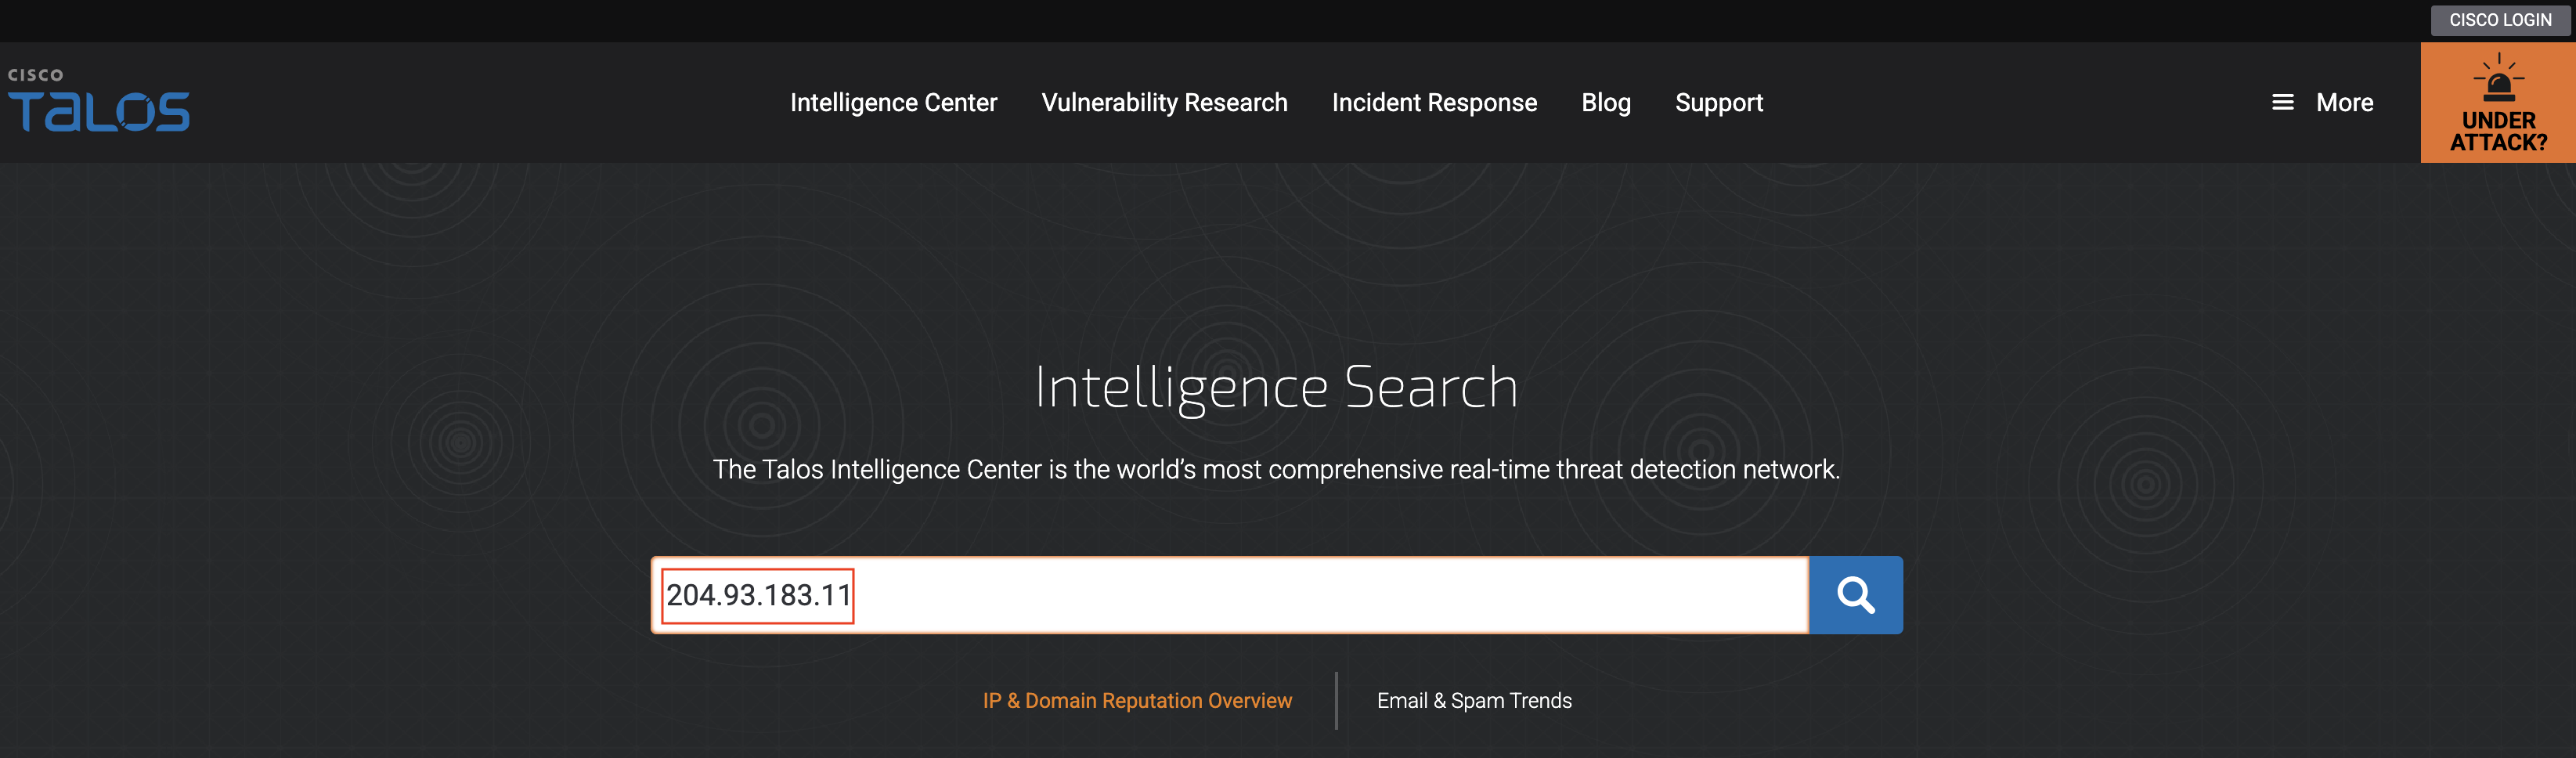 CISCO LOGIN
CISCO
TALOS
Intelligence Center Vulnerability Research Incident Response Blog Support More
UNDER
ATTACK?
Intelligence Search
The Talos Intelligence Center is the world's most comprehensive real-time threat detection network.
204.93.183.11
IP & Domain Reputation Overview Email & Spam Trends